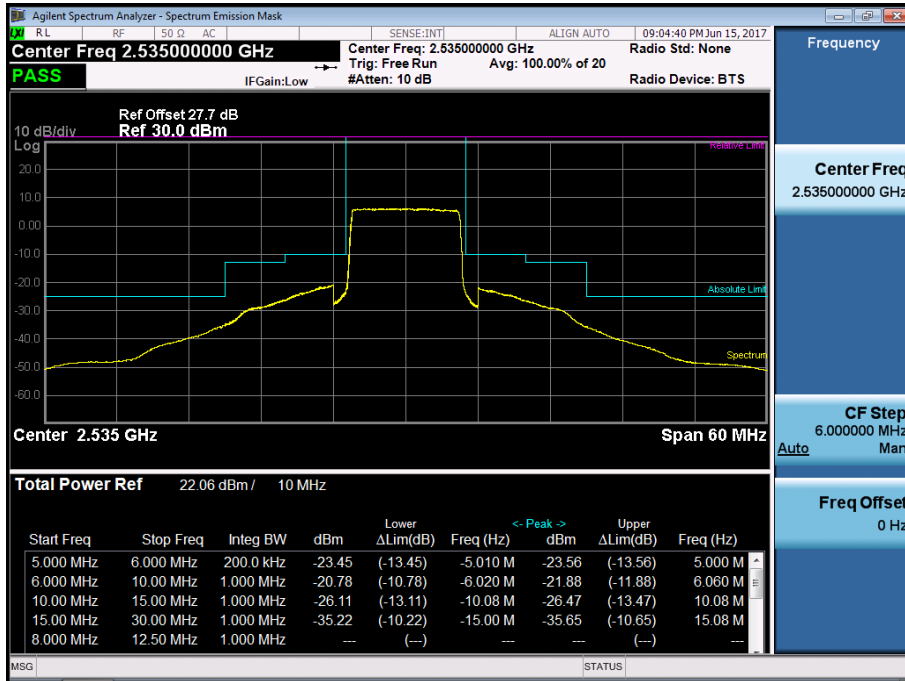 Agilent Spectrum Analyzer - Spectrum Emission Mask
LXI RL RF 50 Ω AC SENSE:INT ALIGN AUTO 09:04:40 PM Jun 15, 2017
Center Freq 2.535000000 GHz
Center Freq: 2.535000000 GHz Radio Std: None
Trig: Free Run Avg: 100.00% of 20
PASS IFGain:Low #Atten: 10 dB Radio Device: BTS
Ref Offset 27.7 dB
10 dB/div Ref 30.0 dBm
Log
Relative Limit
20.0
10.0
0.00
-10.0
-20.0
Absolute Limit
-30.0
-40.0
Spectrum
-50.0
-60.0
Center 2.535 GHz Span 60 MHz
Total Power Ref 22.06 dBm / 10 MHz
Lower <- Peak -> Upper
Start Freq Stop Freq Integ BW dBm ΔLim(dB) Freq (Hz) dBm ΔLim(dB) Freq (Hz)
5.000 MHz 6.000 MHz 200.0 kHz -23.45 (-13.45) -5.010 M -23.56 (-13.56) 5.000 M
6.000 MHz 10.00 MHz 1.000 MHz -20.78 (-10.78) -6.020 M -21.88 (-11.88) 6.060 M
10.00 MHz 15.00 MHz 1.000 MHz -26.11 (-13.11) -10.08 M -26.47 (-13.47) 10.08 M
15.00 MHz 30.00 MHz 1.000 MHz -35.22 (-10.22) -15.00 M -35.65 (-10.65) 15.08 M
8.000 MHz 12.50 MHz 1.000 MHz --- (---) --- --- (---) ---
MSG STATUS
Frequency
Center Freq
2.535000000 GHz
CF Step
6.000000 MHz
Auto Man
Freq Offset
0 Hz